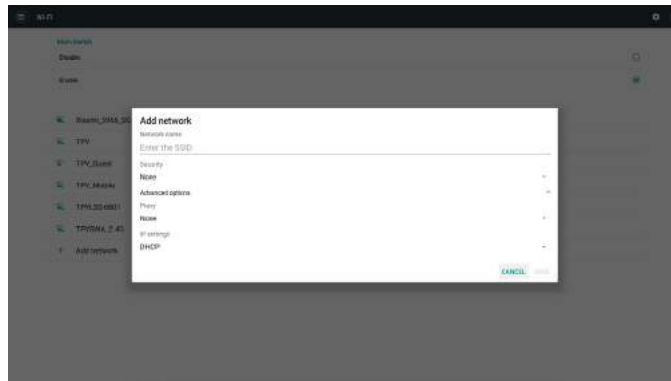 Wi-Fi
Main Switch
Disable
Enable
TPV
TPV_Guest
TPV_Mobile
Add network
Add network
Network name
Enter the SSID
Security
None
Advanced options
Proxy
None
IP settings
DHCP
CANCEL SAVE